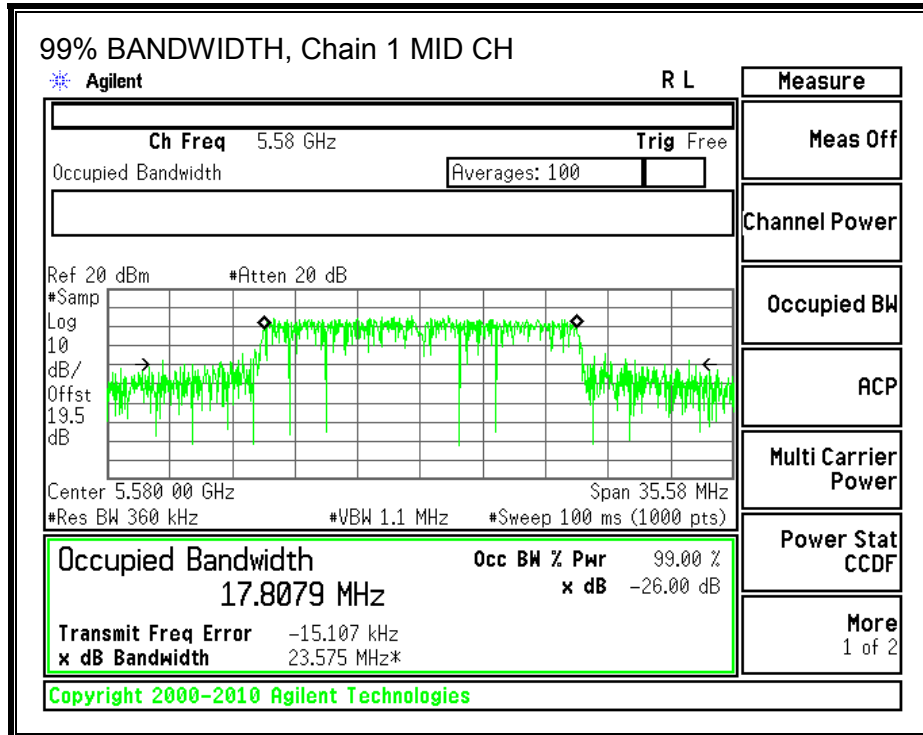 99% BANDWIDTH, Chain 1 MID CH
Agilent R L
Ch Freq 5.58 GHz Trig Free
Occupied Bandwidth Averages: 100
Ref 20 dBm #Atten 20 dB
#Samp
Log
10
dB/
Offst
19.5
dB
Center 5.580 00 GHz Span 35.58 MHz
#Res BW 360 kHz #VBW 1.1 MHz #Sweep 100 ms (1000 pts)
Occupied Bandwidth Occ BW % Pwr 99.00 %
17.8079 MHz x dB -26.00 dB
Transmit Freq Error -15.107 kHz
x dB Bandwidth 23.575 MHz*
Copyright 2000-2010 Agilent Technologies
Measure
Meas Off
Channel Power
Occupied BW
ACP
Multi Carrier
Power
Power Stat
CCDF
More
1 of 2